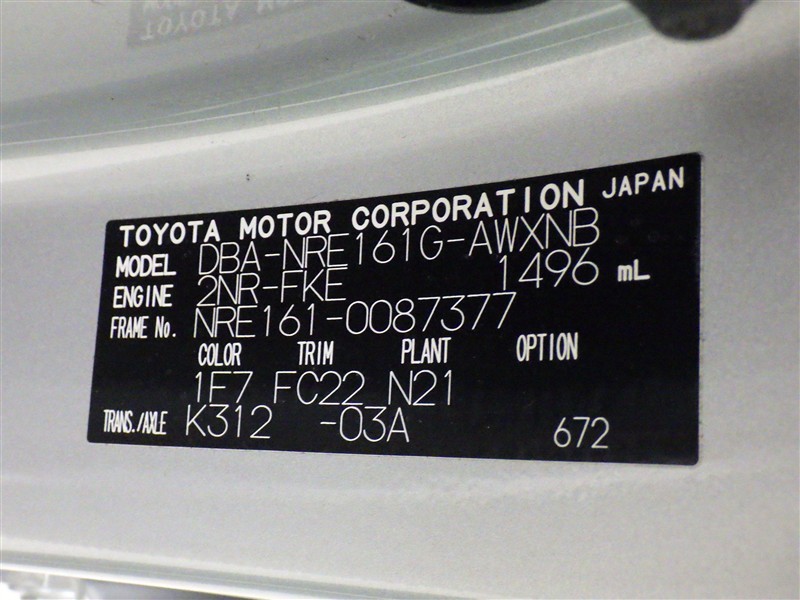 TOYOTA MOTOR CORPORATION JAPAN
MODEL DBA-NRE161G-AWXNB
ENGINE 2NR-FKE 1496 mL
FRAME No. NRE161-0087377
COLOR TRIM PLANT OPTION
1F7 FC22 N21
TRANS./AXLE K312 -03A 672